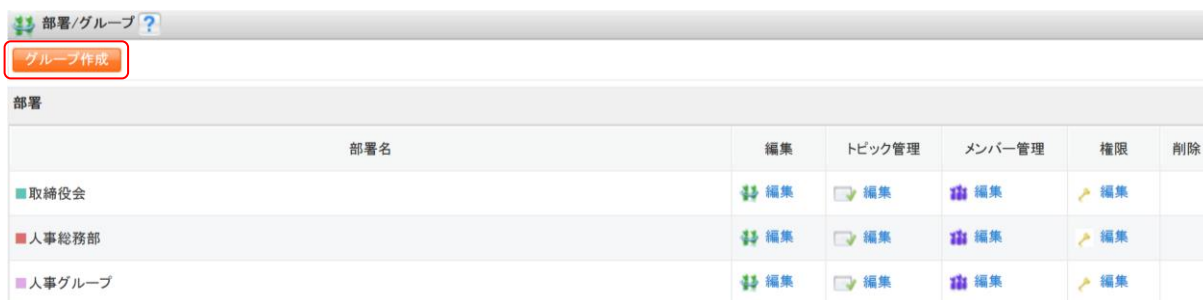 部署/グループ ?
グループ作成
部署
部署名 編集 トピック管理 メンバー管理 権限 削除
取締役会 編集 編集 編集 編集
人事総務部 編集 編集 編集 編集
人事グループ 編集 編集 編集 編集